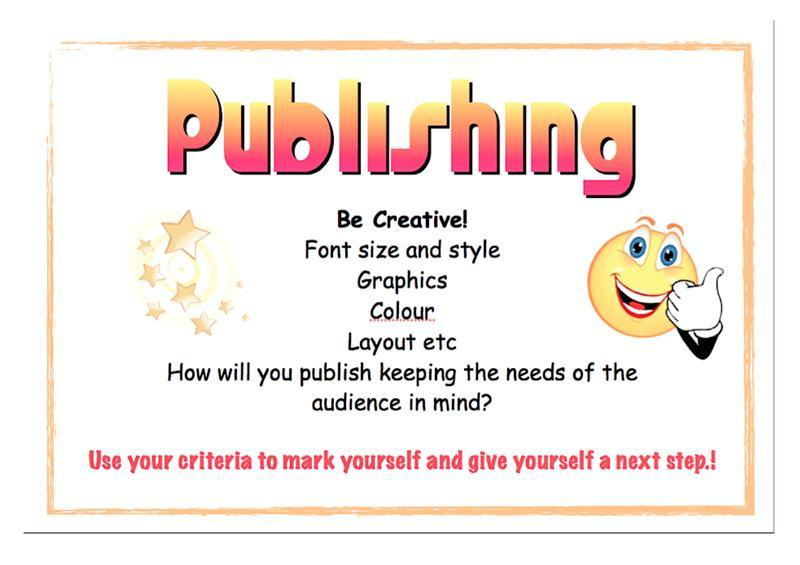 Publishing
Be Creative!
Font size and style
Graphics
Colour
Layout etc
How will you publish keeping the needs of the
audience in mind?
Use your criteria to mark yourself and give yourself a next step.!